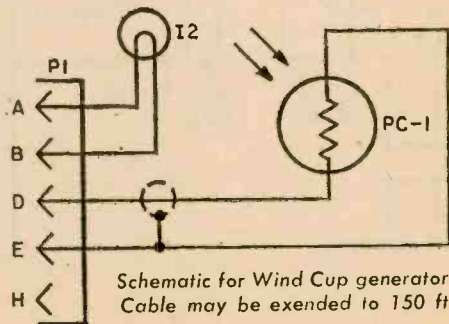 I2
P1
A
PC-1
B
D
E
H
Schematic for Wind Cup generator
Cable may be exended to 150 ft